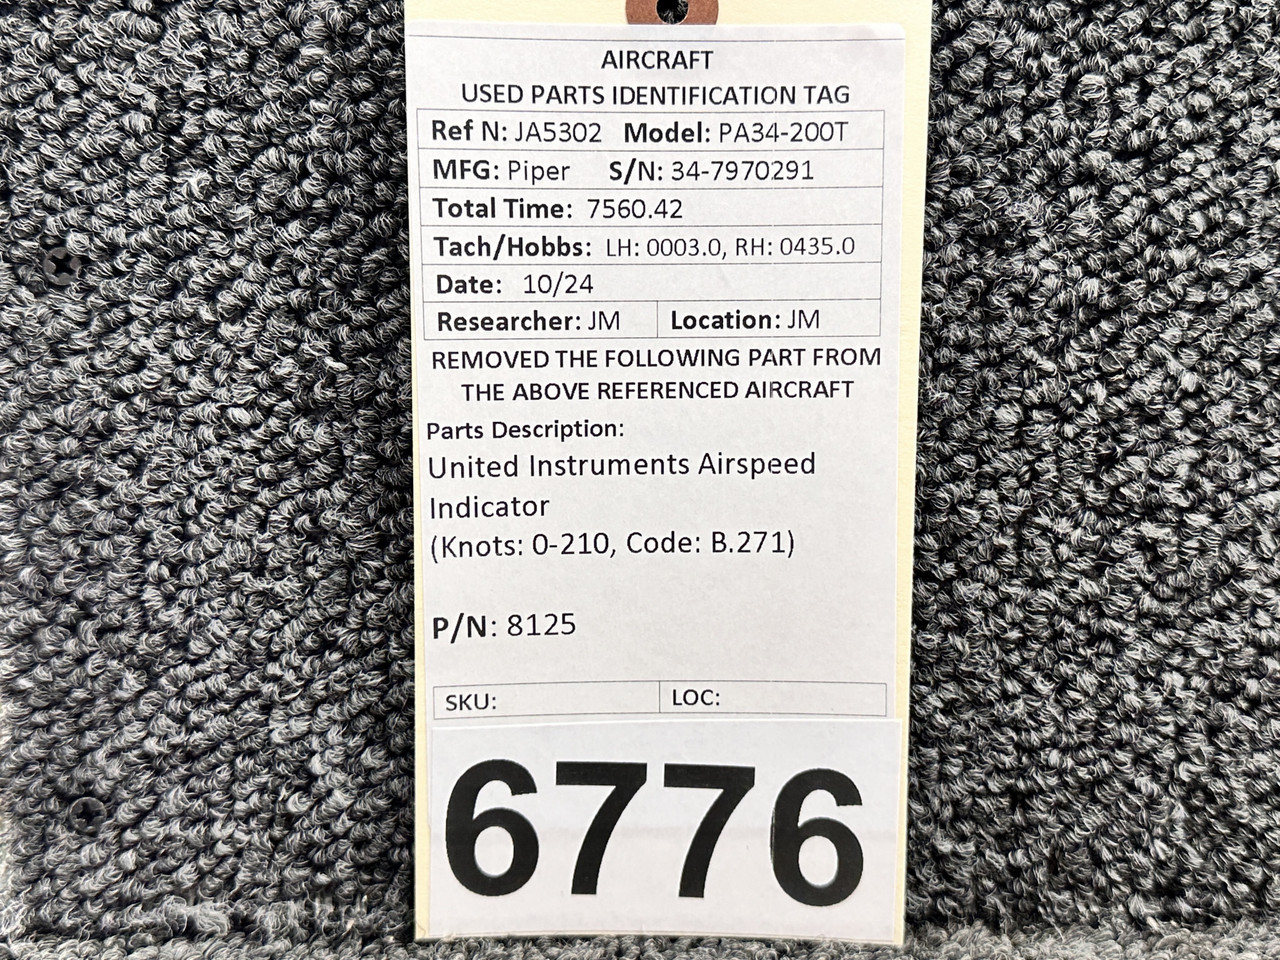 AIRCRAFT
USED PARTS IDENTIFICATION TAG
Ref N: JA5302 Model: PA34-200T
MFG: Piper S/N: 34-7970291
Total Time: 7560.42
Tach/Hobbs: LH: 0003.0, RH: 0435.0
Date: 10/24
Researcher: JM Location: JM
REMOVED THE FOLLOWING PART FROM
THE ABOVE REFERENCED AIRCRAFT
Parts Description:
United Instruments Airspeed
Indicator
(Knots: 0-210, Code: B.271)
P/N: 8125
SKU: LOC:
6776